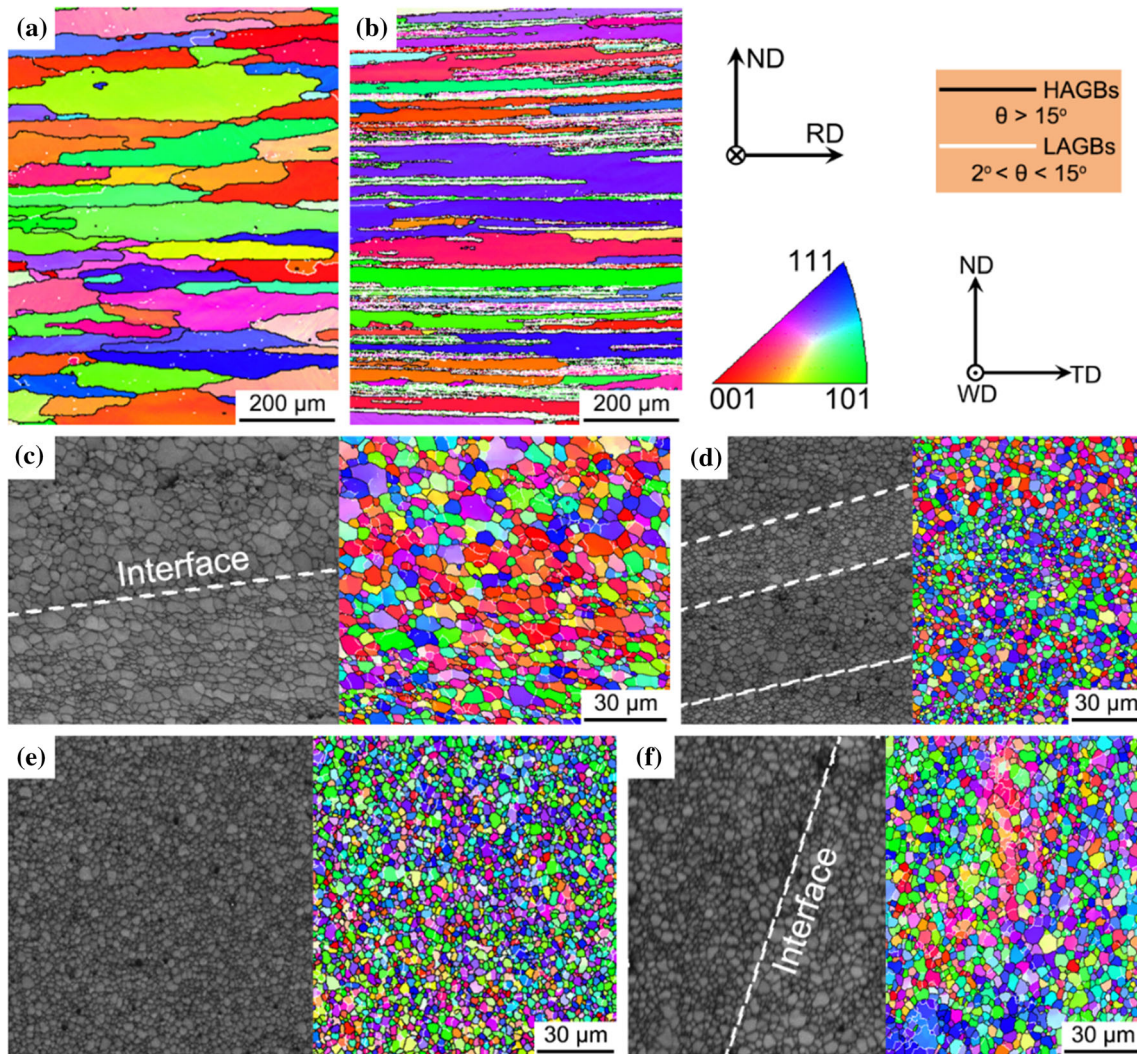 (a)
(b)
ND
RD
HAGBs
θ > 15°
LAGBs
2° < θ < 15°
200 μm
200 μm
111
001
101
ND
WD
TD
(c)
Interface
30 μm
(d)
30 μm
(e)
30 μm
(f)
Interface
30 μm